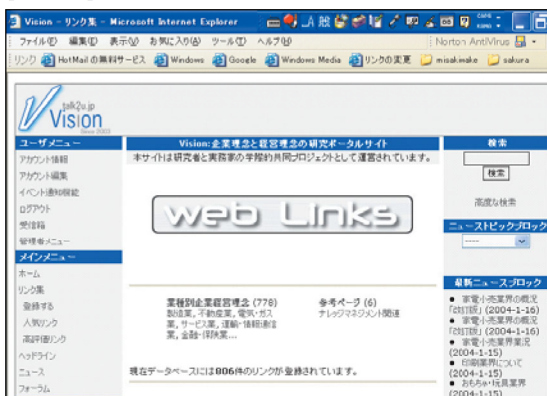 Vision - リンク集 - Microsoft Internet Explorer
ファイル(F) 編集(E) 表示(V) お気に入り(A) ツール(T) ヘルプ(H)
Norton AntiVirus
リンク HotMail の無料サービス Windows Google Windows Media リンクの変更 misakiwake sakura
talk2u.jp
Vision
Since 2003
ユーザメニュー
アカウント情報
アカウント編集
イベント通知機能
ログアウト
受信箱
管理者メニュー
メインメニュー
ホーム
リンク集
登録する
人気リンク
高評価リンク
ヘッドライン
ニュース
フォーラム
Vision:企業理念と経営理念の研究ポータルサイト
本サイトは研究者と実務家の学際的共同プロジェクトとして運営されています。
web Links
業種別企業経営理念 (778)
製造業, 不動産業, 電気・ガス
業, サービス業, 運輸・情報通信
業, 金融・保険業...
参考ページ (6)
ナレッジマネジメント関連
現在データベースには806件のリンクが登録されています。
検索
検索
高度な検索
ニューストピックブロック
----
最新ニュースブロック
家電小売業界の概況
「改訂版」(2004-1-16)
家電小売業界の概況
「改訂版」(2004-1-16)
家電小売業界業況
(2004-1-15)
印刷業界について
(2004-1-15)
おもちゃ・玩具業界
(2004-1-15)